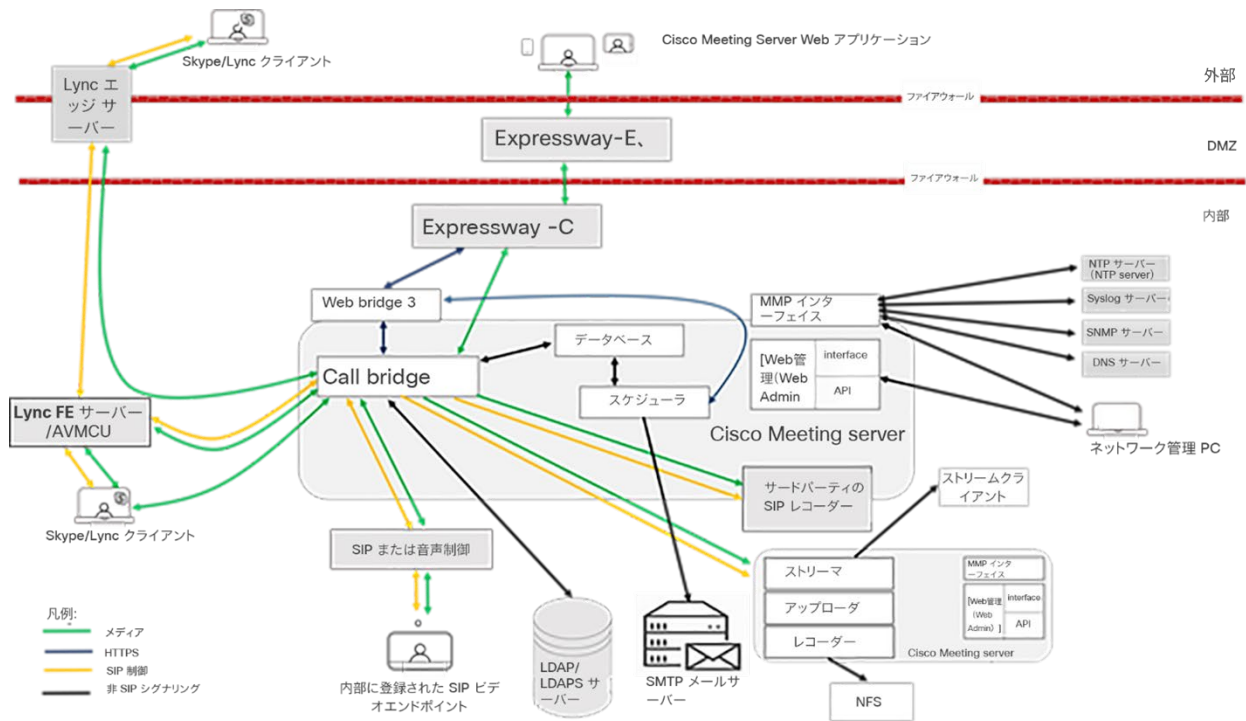 Skype/Lync クライアント
Cisco Meeting Server Web アプリケーション
外部
Lync エ
ッジ サ
ーバー
ファイアウォール
Expressway-E、
DMZ
ファイアウォール
内部
Expressway -C
NTP サーバー
(NTP server)
Web bridge 3
MMP インタ
ーフェイス
Syslog サーバー
SNMP サーバー
DNS サーバー
データベース
[Web管
理(Web
Admin
interface
API
Call bridge
スケジューラ
Lync FE サーバー
/AVMCU
Cisco Meeting server
ネットワーク管理 PC
サードパーティの
SIP レコーダー
ストリームクラ
イアント
Skype/Lync クライアント
SIP または音声制御
ストリーマ
アップローダ
レコーダー
MMP インタ
ーフェイス
[Web管理
(Web
Admin) ]
interface
API
Cisco Meeting server
凡例:
メディア
HTTPS
SIP 制御
非 SIP シグナリング
内部に登録された SIP ビデ
オエンドポイント
LDAP/
LDAPS サ
ーバー
SMTP メールサ
ーバー
NFS